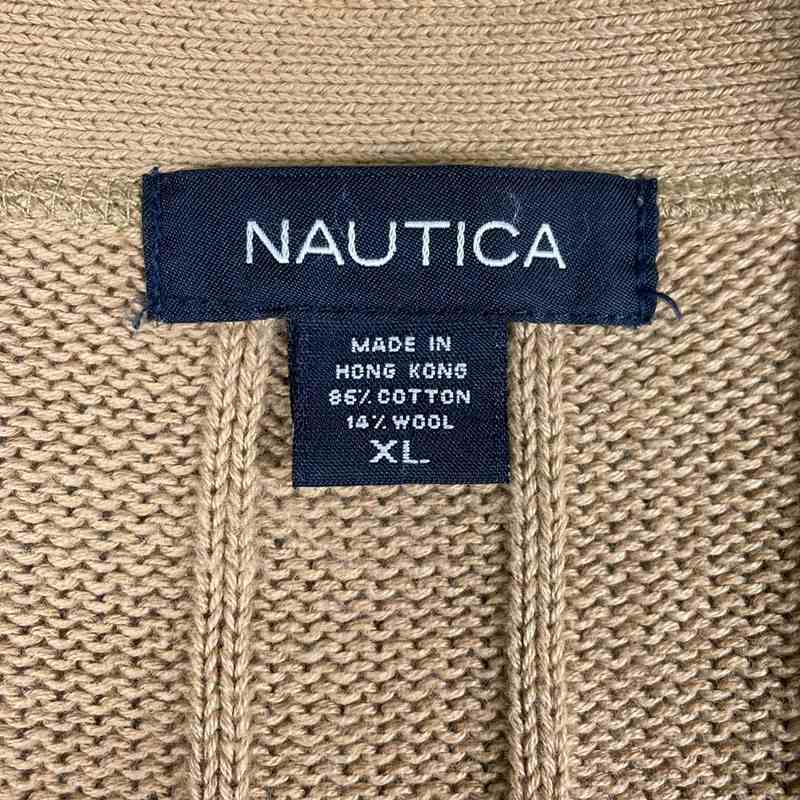 NAUTICA
MADE IN
HONG KONG
86% COTTON
14% WOOL
XL